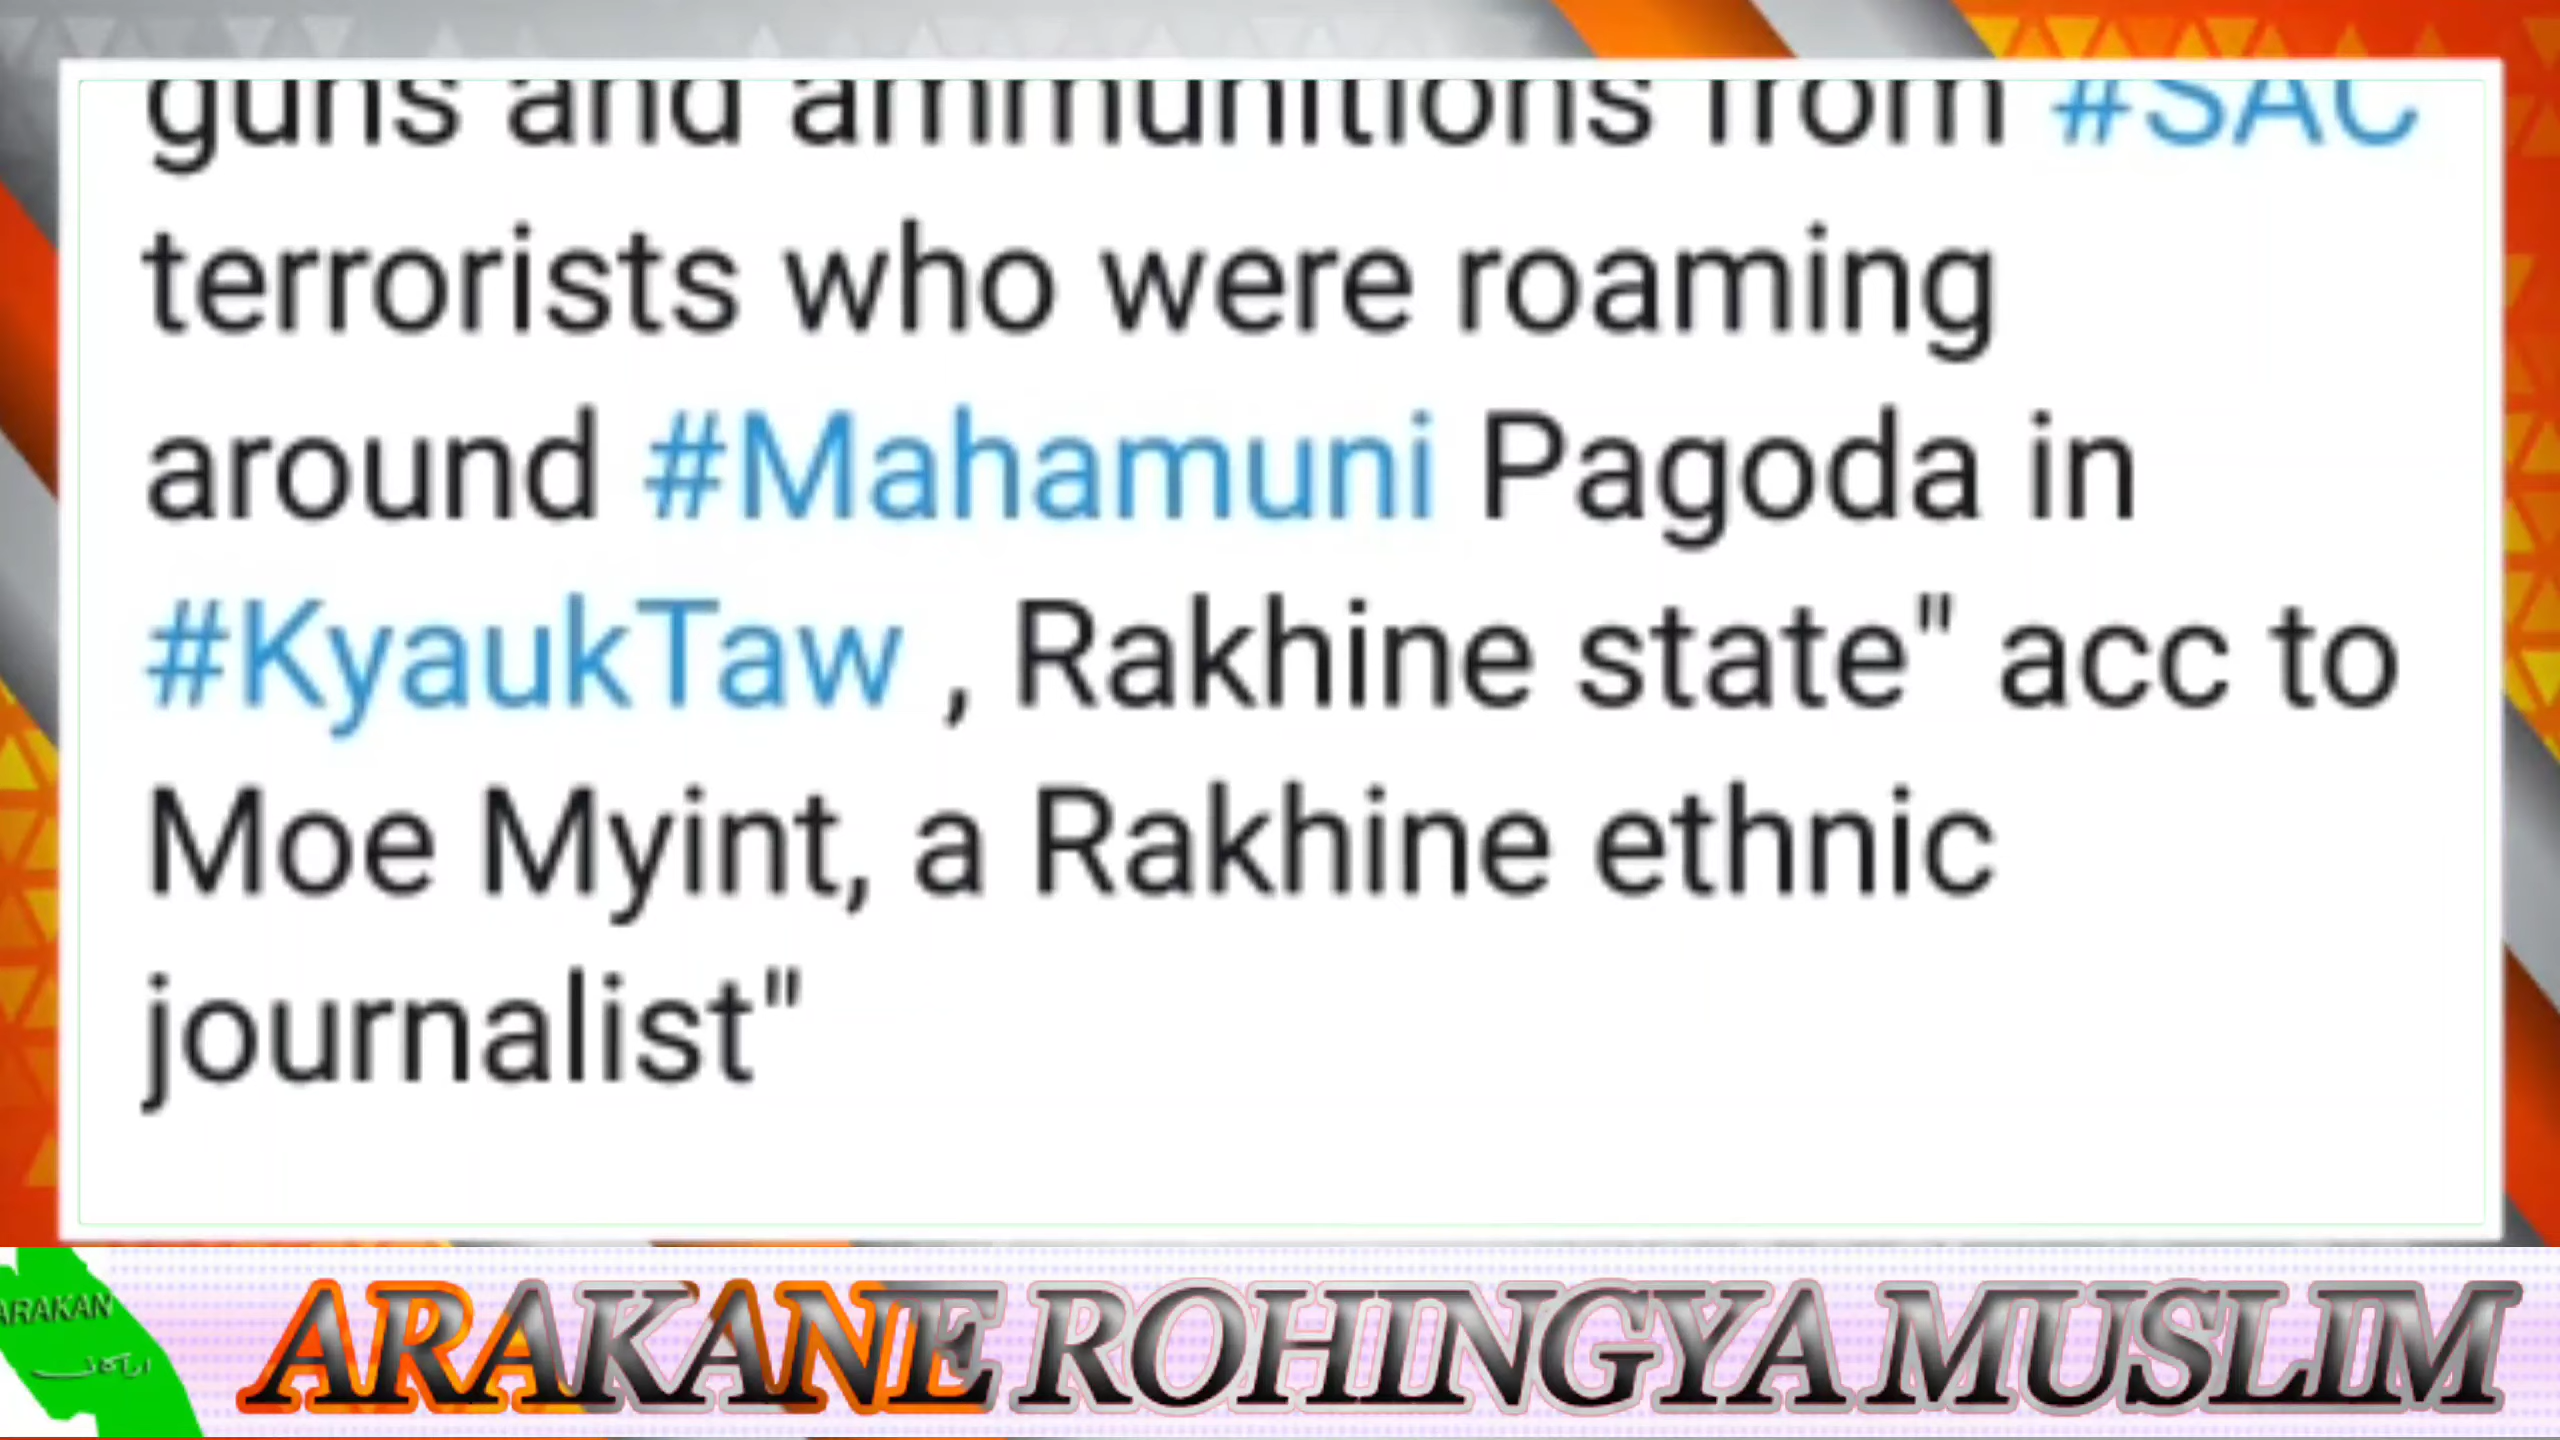 guns and ammunitions from #SAC
terrorists who were roaming
around #Mahamuni Pagoda in
#KyaukTaw , Rakhine state" acc to
Moe Myint, a Rakhine ethnic
journalist"
ARAKAN
ARAKANE ROHINGYA MUSLIM